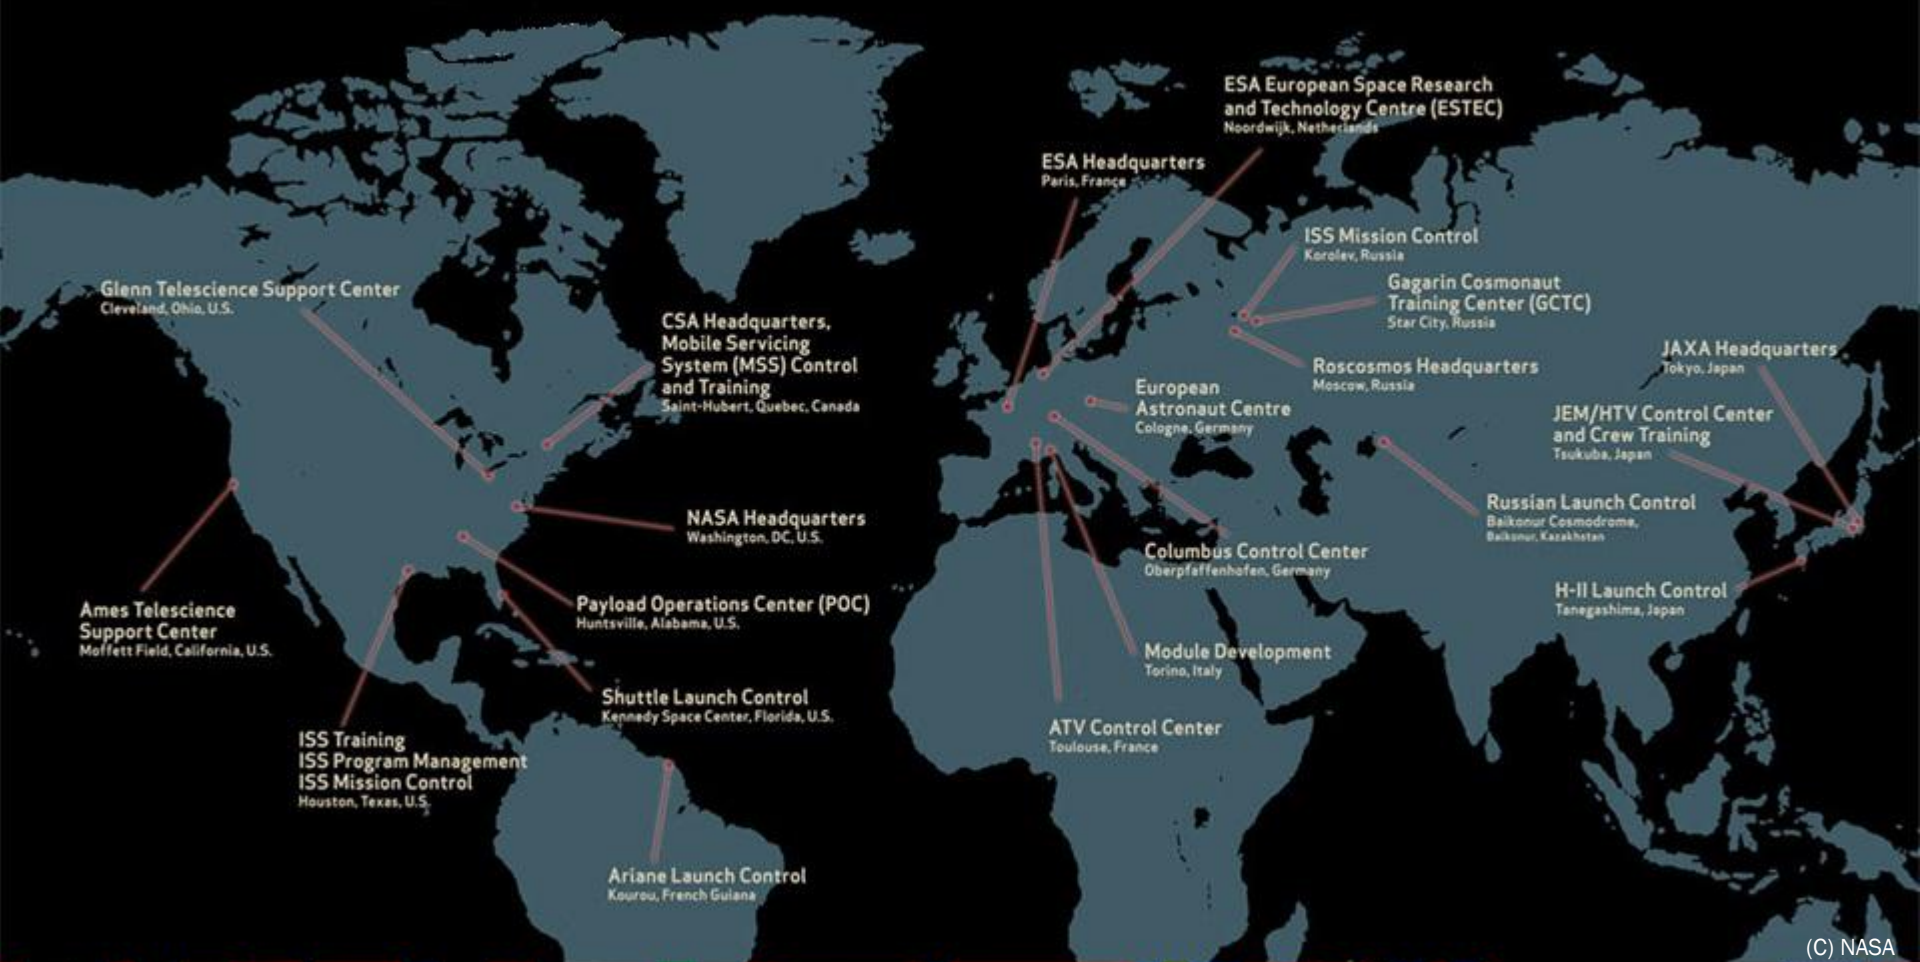 ESA European Space Research
and Technology Centre (ESTEC)
Noordwijk, Netherlands
ESA Headquarters
Paris, France
ISS Mission Control
Korolev, Russia
Gagarin Cosmonaut
Training Center (GCTC)
Star City, Russia
Glenn Telescience Support Center
Cleveland, Ohio, U.S.
CSA Headquarters,
Mobile Servicing
System (MSS) Control
and Training
Saint-Hubert, Quebec, Canada
Roscosmos Headquarters
Moscow, Russia
JAXA Headquarters
Tokyo, Japan
European
Astronaut Centre
Cologne, Germany
JEM/HTV Control Center
and Crew Training
Tsukuba, Japan
NASA Headquarters
Washington, DC, U.S.
Russian Launch Control
Baikonur Cosmodrome,
Baikonur, Kazakhstan
Columbus Control Center
Oberpfaffenhofen, Germany
H-II Launch Control
Tanegashima, Japan
Ames Telescience
Support Center
Moffett Field, California, U.S.
Payload Operations Center (POC)
Huntsville, Alabama, U.S.
Module Development
Torino, Italy
Shuttle Launch Control
Kennedy Space Center, Florida, U.S.
ATV Control Center
Toulouse, France
ISS Training
ISS Program Management
ISS Mission Control
Houston, Texas, U.S.
Ariane Launch Control
Kourou, French Guiana
(C) NASA